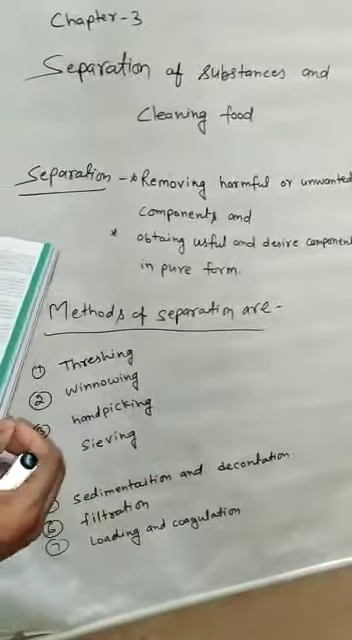 Chapter-3
Separation of substances and
Cleaning food
Separation - * Removing harmful or unwanted
components and
* obtaing usful and desire component
in pure form.
Methods of separation are -
① Threshing
② Winnowing
③ handpicking
Sieving
sedimentaition and decontation
⑥ filtration
⑦ Loading and coagulation